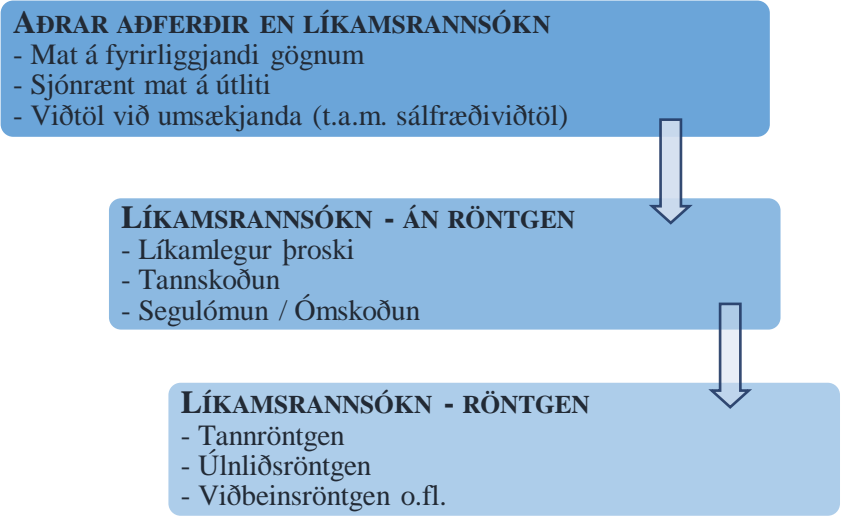 AÐRAR AÐFERÐIR EN LÍKAMSRANNSÓKN
- Mat á fyrirliggjandi gögnum
- Sjónrænt mat á útliti
- Viðtöl við umsækjanda (t.a.m. sálfræðiviðtöl)
LÍKAMSRANNSÓKN - ÁN RÖNTGEN
- Líkamlegur þroski
- Tannskoðun
- Segulómun / Ómskoðun
LÍKAMSRANNSÓKN - RÖNTGEN
- Tannröntgen
- Úlnliðsröntgen
- Viðbeinsröntgen o.fl.